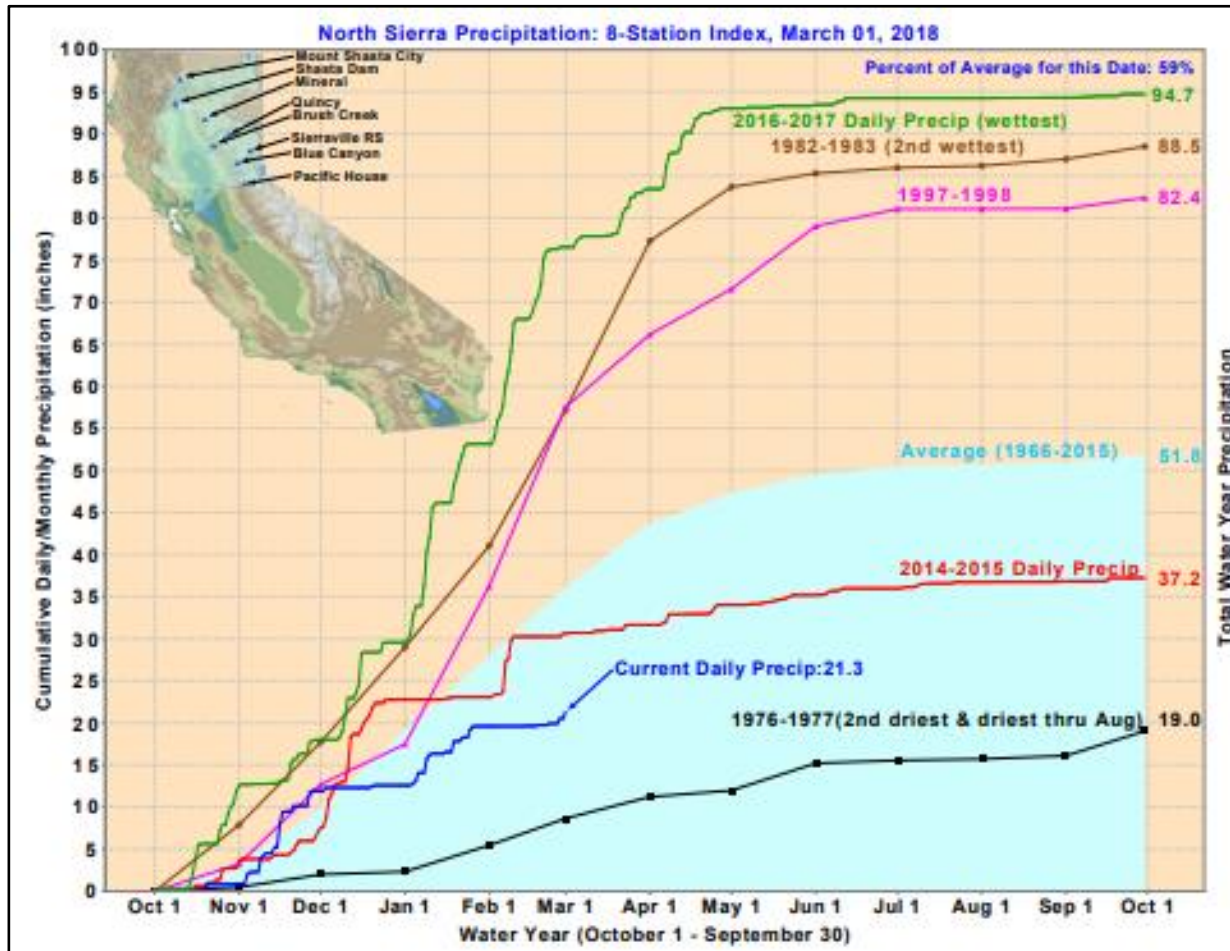 North Sierra Precipitation: 8-Station Index, March 01, 2018
Percent of Average for this Date: 59%
100
95
90
85
80
75
70
65
60
55
50
45
40
35
30
25
20
15
10
5
0
Cumulative Daily/Monthly Precipitation (inches)
Mount Shasta City
Shasta Dam
Mineral
Quincy
Brush Creek
Sierraville RS
Blue Canyon
Pacific House
94.7
2016-2017 Daily Precip (wettest)
1982-1983 (2nd wettest)
88.5
1997-1998
82.4
Average (1966-2015)
51.8
2014-2015 Daily Precip
37.2
Current Daily Precip:21.3
1976-1977(2nd driest & driest thru Aug)
19.0
Total Water Year Precipitation
Oct 1 Nov 1 Dec 1 Jan 1 Feb 1 Mar 1 Apr 1 May 1 Jun 1 Jul 1 Aug 1 Sep 1 Oct 1
Water Year (October 1 - September 30)